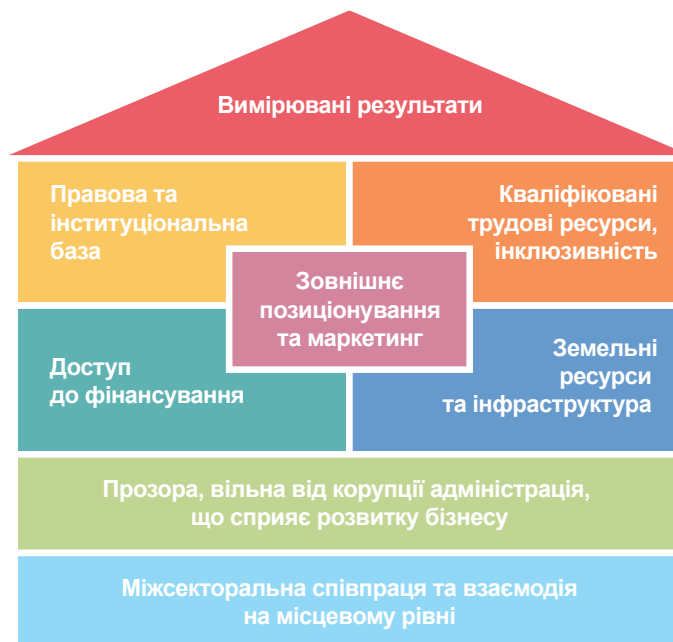 Вимірювані результати
Правова та
інституціональна
база
Кваліфіковані
трудові ресурси,
інклюзивність
Зовнішнє
позиціонування
та маркетинг
Доступ
до фінансування
Земельні
ресурси
та інфраструктура
Прозора, вільна від корупції адміністрація,
що сприяє розвитку бізнесу
Міжсекторальна співпраця та взаємодія
на місцевому рівні